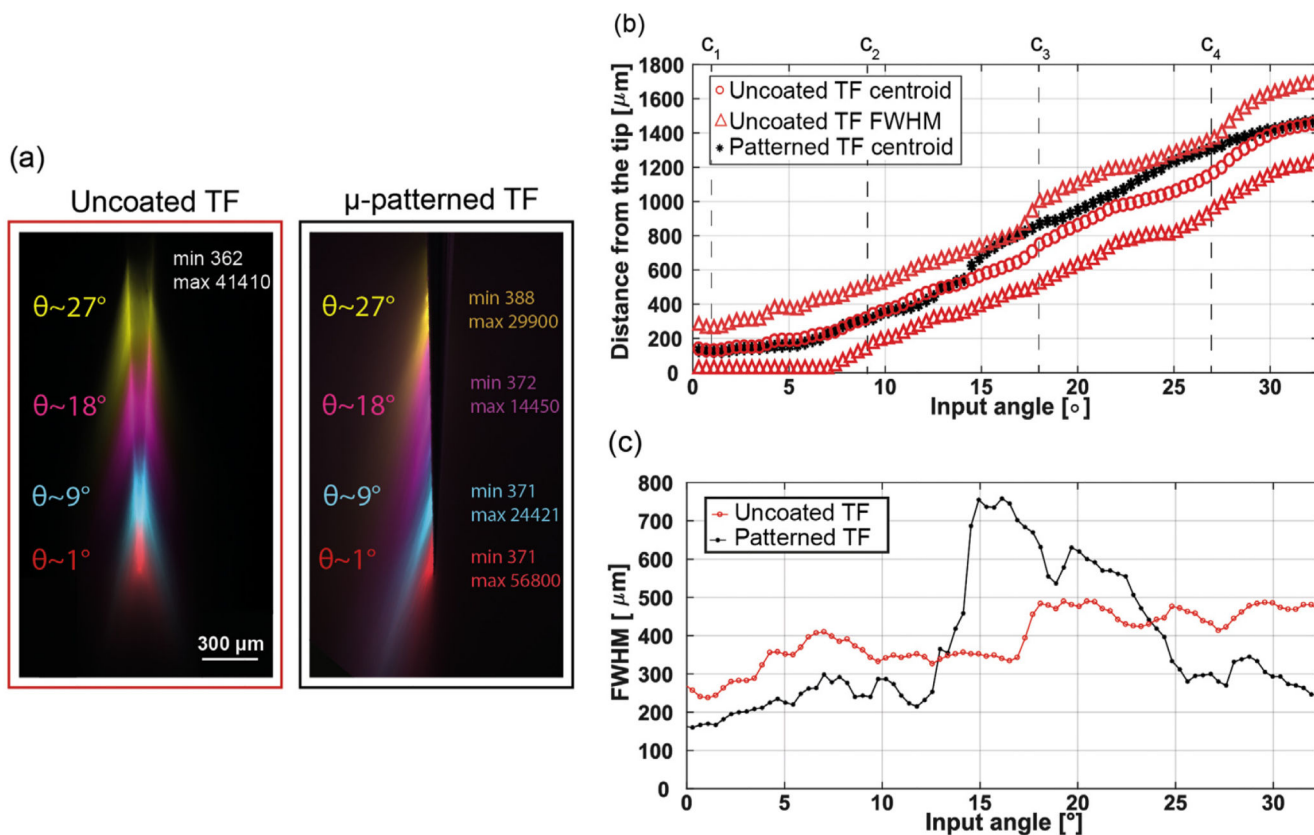 (a)
Uncoated TF
μ-patterned TF
min 362
max 41410
θ~27°
θ~18°
θ~9°
θ~1°
300 μm
θ~27°
θ~18°
θ~9°
θ~1°
min 388
max 29900
min 372
max 14450
min 371
max 24421
min 371
max 56800
(b)
c1 c2 c3 c4
Distance from the tip [μm]
1800
1600
1400
1200
1000
800
600
400
200
0
Uncoated TF centroid
Uncoated TF FWHM
Patterned TF centroid
0 5 10 15 20 25 30
Input angle [°]
(c)
FWHM [ μm]
800
700
600
500
400
300
200
100
0
Uncoated TF
Patterned TF
0 5 10 15 20 25 30
Input angle [°]